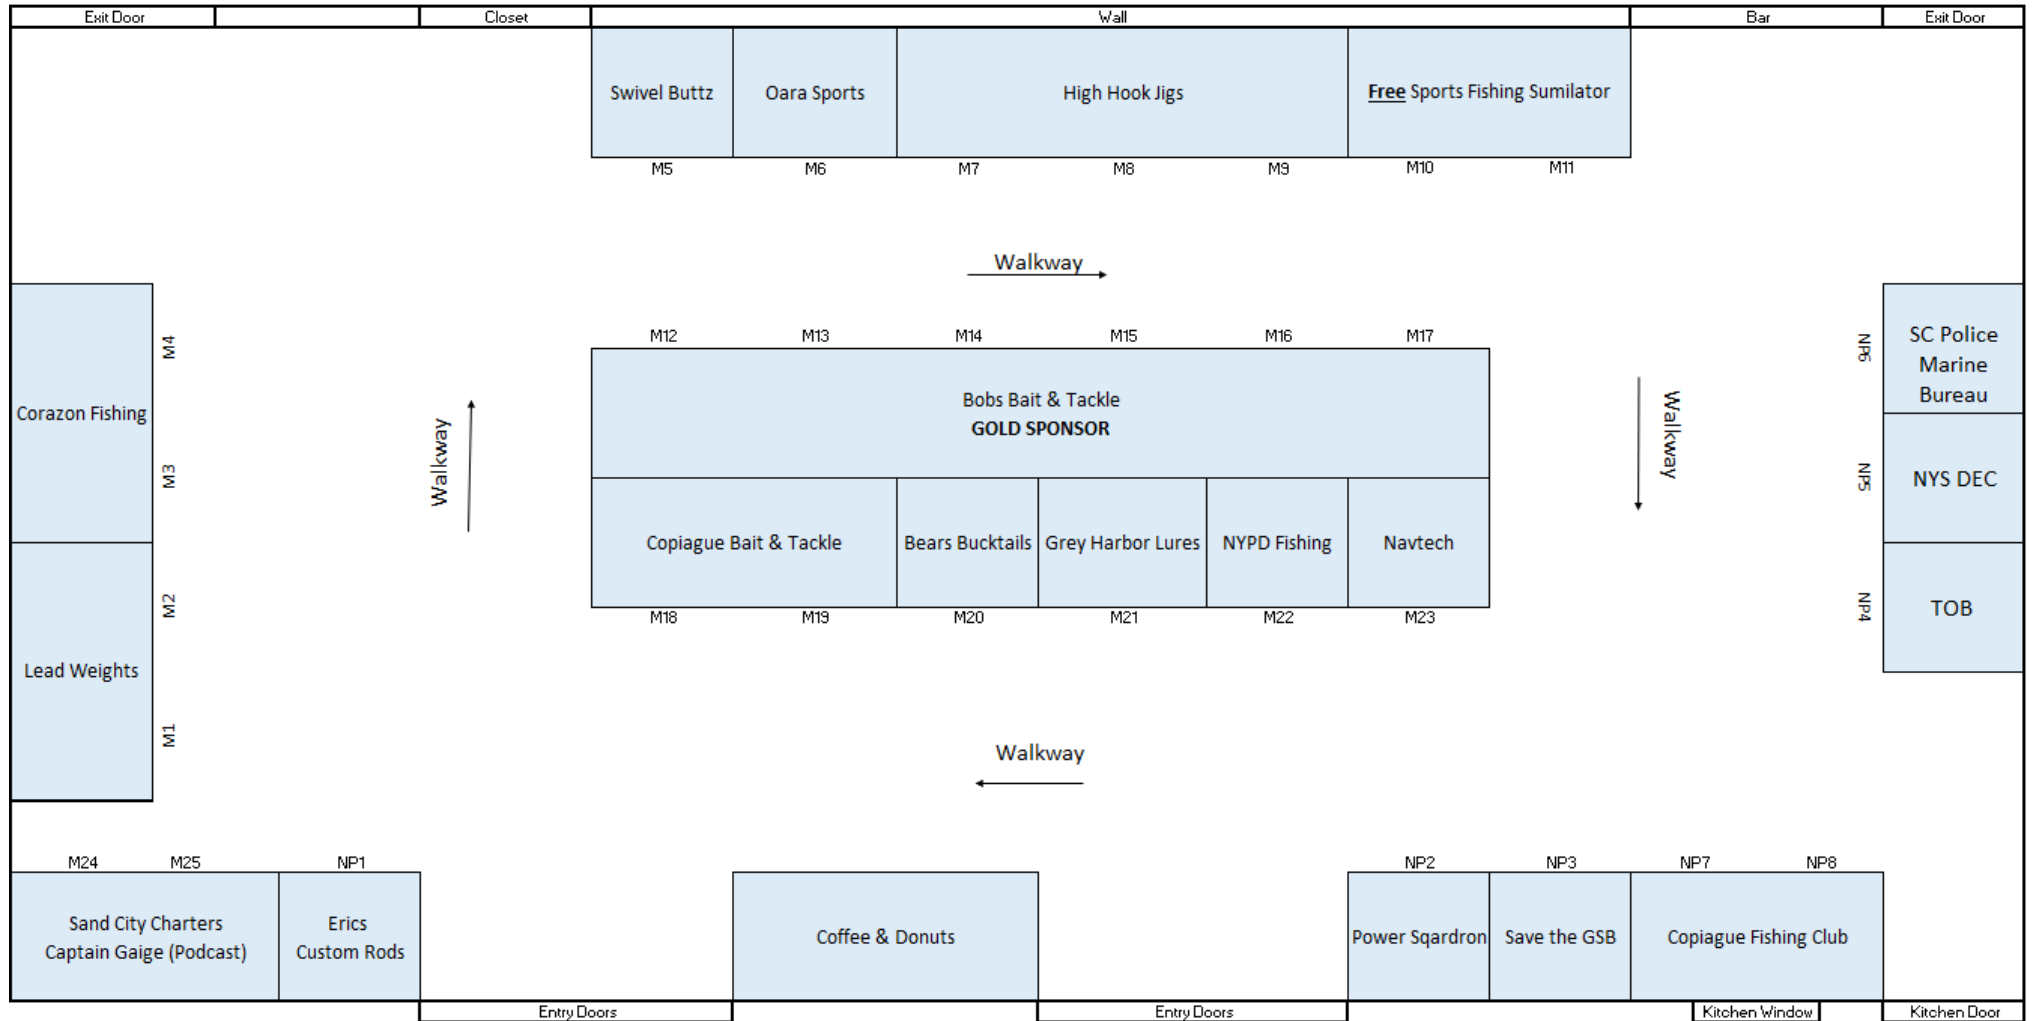 Exit Door
Closet
Wall
Bar
Exit Door
Swivel Buttz
Oara Sports
High Hook Jigs
Free Sports Fishing Sumilator
M5
M6
M7
M8
M9
M10
M11
Walkway
M12
M13
M14
M15
M16
M17
Bobs Bait & Tackle
GOLD SPONSOR
Corazon Fishing
M4
M3
Walkway
Walkway
NP6
SC Police
Marine
Bureau
NP5
NYS DEC
Copiague Bait & Tackle
Bears Bucktails
Grey Harbor Lures
NYPD Fishing
Navtech
M18
M19
M20
M21
M22
M23
NP4
TOB
M2
Lead Weights
M1
Walkway
M24
M25
NP1
NP2
NP3
NP7
NP8
Sand City Charters
Captain Gaige (Podcast)
Erics
Custom Rods
Coffee & Donuts
Power Sqardron
Save the GSB
Copiague Fishing Club
Entry Doors
Entry Doors
Kitchen Window
Kitchen Door